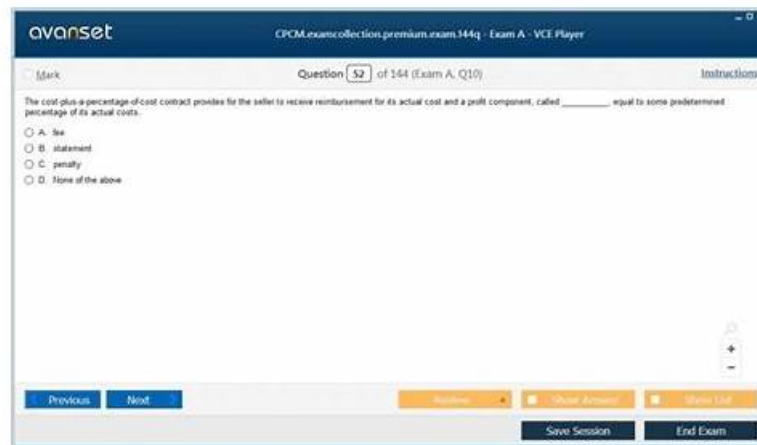 avanset
CPCM.examcollection.premium.exam.144q - Exam A - VCE Player
Mark
Question 52 of 144 (Exam A, Q10)
Instructions
The cost-plus-a-percentage-of-cost contract provides for the seller to receive reimbursement for its actual cost and a profit component, called __________, equal to some predetermined
percentage of its actual costs.
A. fee
B. statement
C. penalty
D. None of the above
+
-
Previous Next Review Show Answer Show List
Save Session End Exam